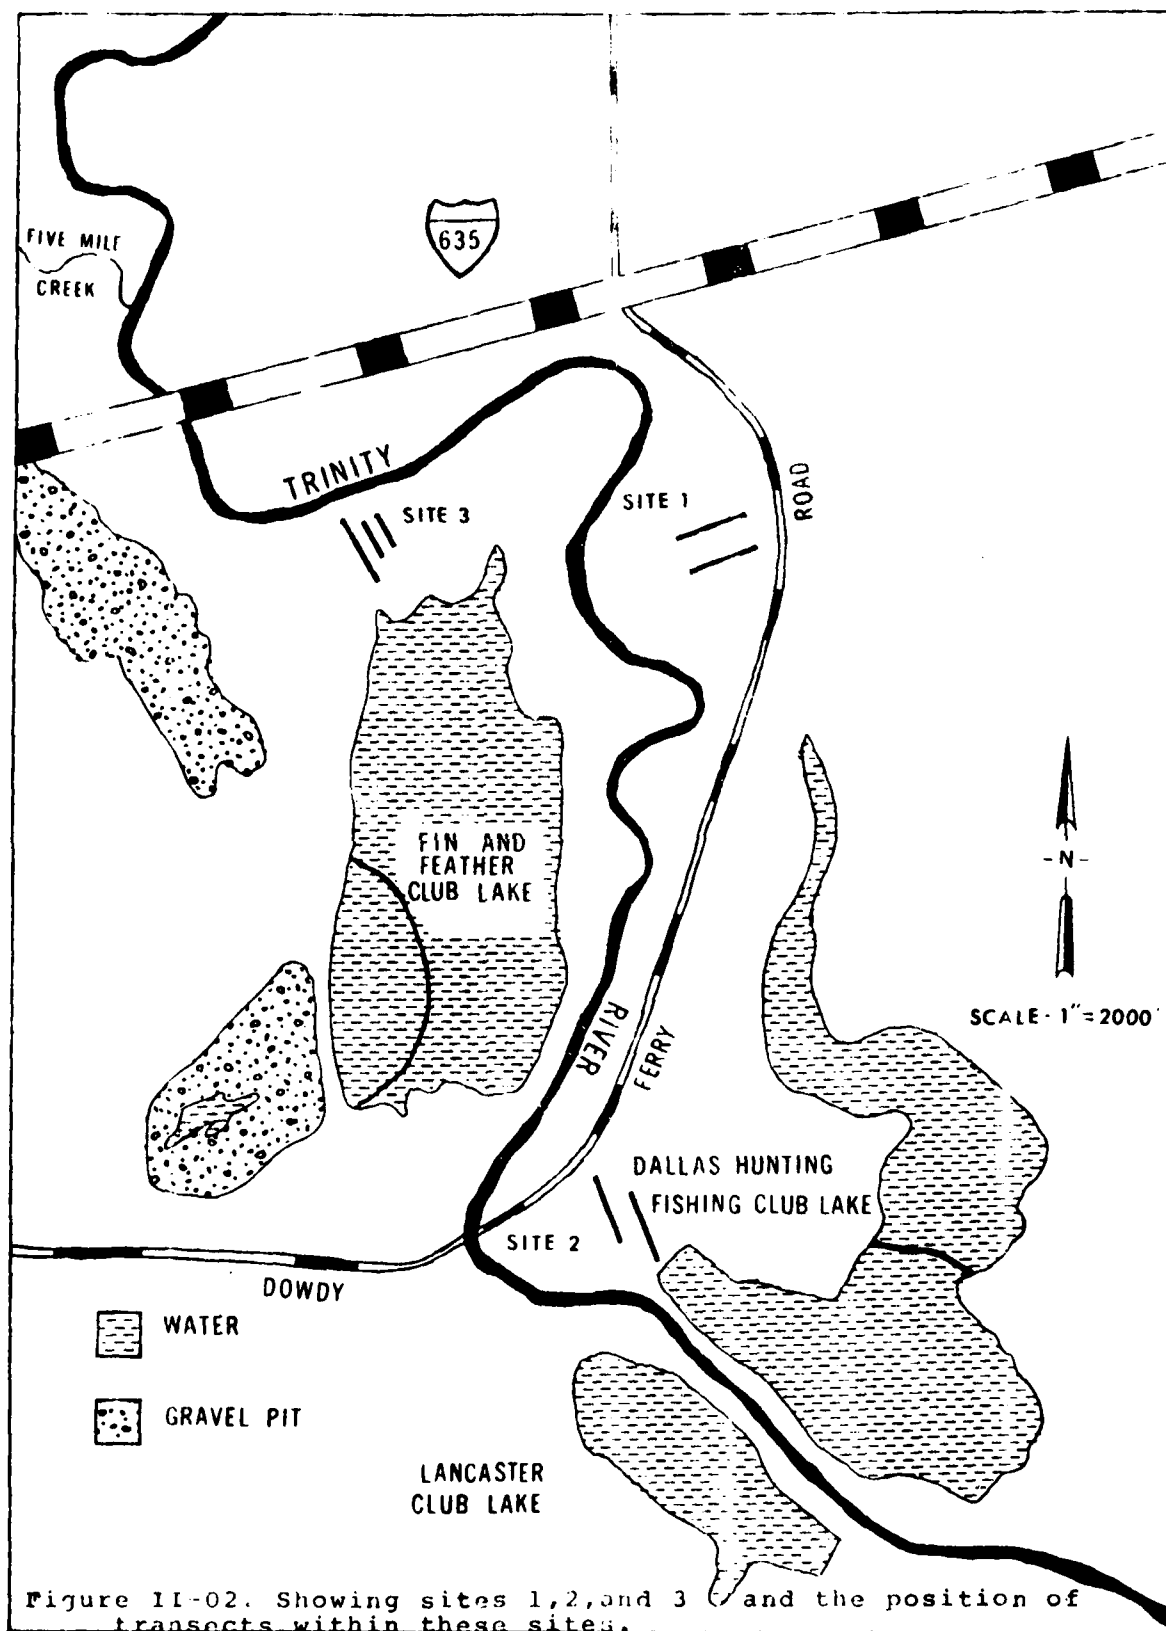 FIVE MILE
CREEK
635
TRINITY
SITE 3
SITE 1
ROAD
FIN AND
FEATHER
CLUB LAKE
-N-
SCALE - 1"=2000'
RIVER
FERRY
DALLAS HUNTING
FISHING CLUB LAKE
SITE 2
DOWDY
WATER
GRAVEL PIT
LANCASTER
CLUB LAKE
Figure II-02. Showing sites 1,2,and 3 and the position of
transects within these sites.